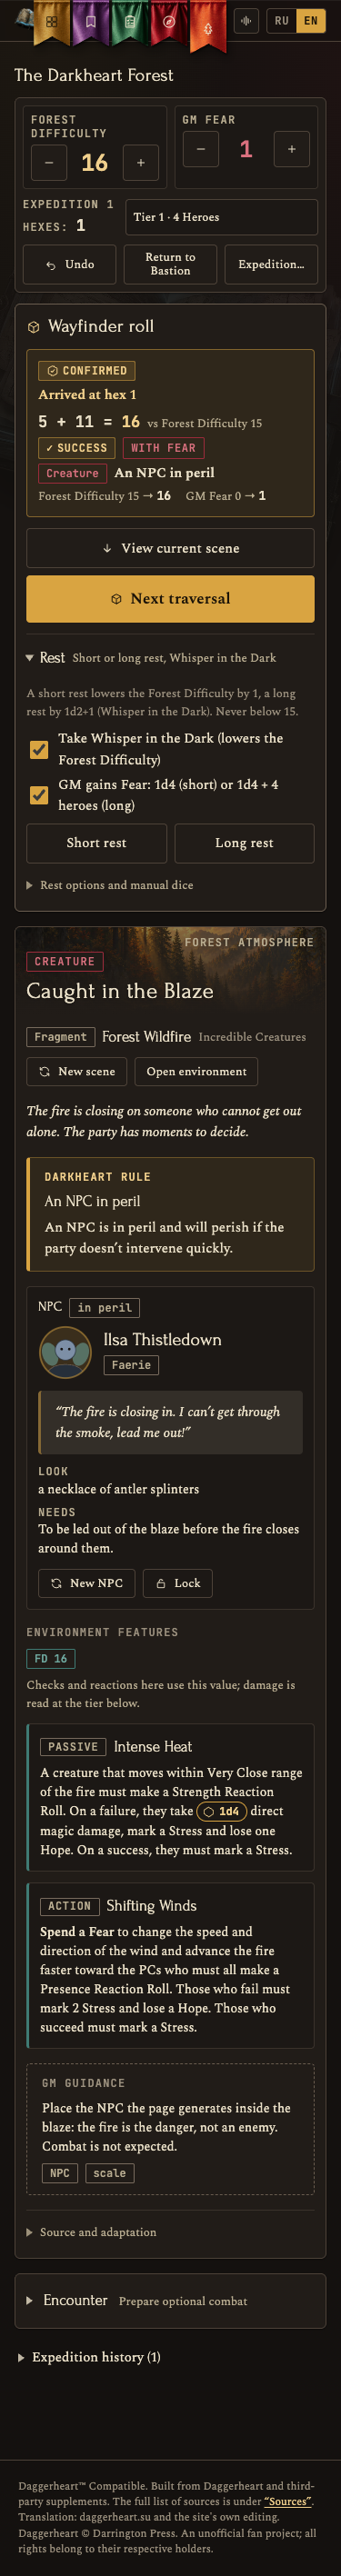 RU EN
The Darkheart Forest
FOREST
DIFFICULTY
− 16 +
GM FEAR
− 1 +
EXPEDITION 1
HEXES: 1
Tier 1 · 4 Heroes
Undo
Return to
Bastion
Expedition…
Wayfinder roll
CONFIRMED
Arrived at hex 1
5 + 11 = 16 vs Forest Difficulty 15
✓ SUCCESS WITH FEAR
Creature An NPC in peril
Forest Difficulty 15 → 16 GM Fear 0 → 1
View current scene
Next traversal
Rest Short or long rest, Whisper in the Dark
A short rest lowers the Forest Difficulty by 1, a long
rest by 1d2+1 (Whisper in the Dark). Never below 15.
Take Whisper in the Dark (lowers the
Forest Difficulty)
GM gains Fear: 1d4 (short) or 1d4 + 4
heroes (long)
Short rest Long rest
Rest options and manual dice
FOREST ATMOSPHERE
CREATURE
Caught in the Blaze
Fragment Forest Wildfire Incredible Creatures
New scene Open environment
The fire is closing on someone who cannot get out
alone. The party has moments to decide.
DARKHEART RULE
An NPC in peril
An NPC is in peril and will perish if the
party doesn’t intervene quickly.
NPC in peril
Ilsa Thistledown
Faerie
“The fire is closing in. I can’t get through
the smoke, lead me out!”
LOOK
a necklace of antler splinters
NEEDS
To be led out of the blaze before the fire closes
around them.
New NPC Lock
ENVIRONMENT FEATURES
FD 16
Checks and reactions here use this value; damage is
read at the tier below.
PASSIVE Intense Heat
A creature that moves within Very Close range
of the fire must make a Strength Reaction
Roll. On a failure, they take 1d4 direct
magic damage, mark a Stress and lose one
Hope. On a success, they must mark a Stress.
ACTION Shifting Winds
Spend a Fear to change the speed and
direction of the wind and advance the fire
faster toward the PCs who must all make a
Presence Reaction Roll. Those who fail must
mark 2 Stress and lose a Hope. Those who
succeed must mark a Stress.
GM GUIDANCE
Place the NPC the page generates inside the
blaze: the fire is the danger, not an enemy.
Combat is not expected.
NPC scale
Source and adaptation
Encounter Prepare optional combat
Expedition history (1)
Daggerheart™ Compatible. Built from Daggerheart and third-
party supplements. The full list of sources is under “Sources”.
Translation: daggerheart.su and the site’s own editing.
Daggerheart © Darrington Press. An unofficial fan project; all
rights belong to their respective holders.